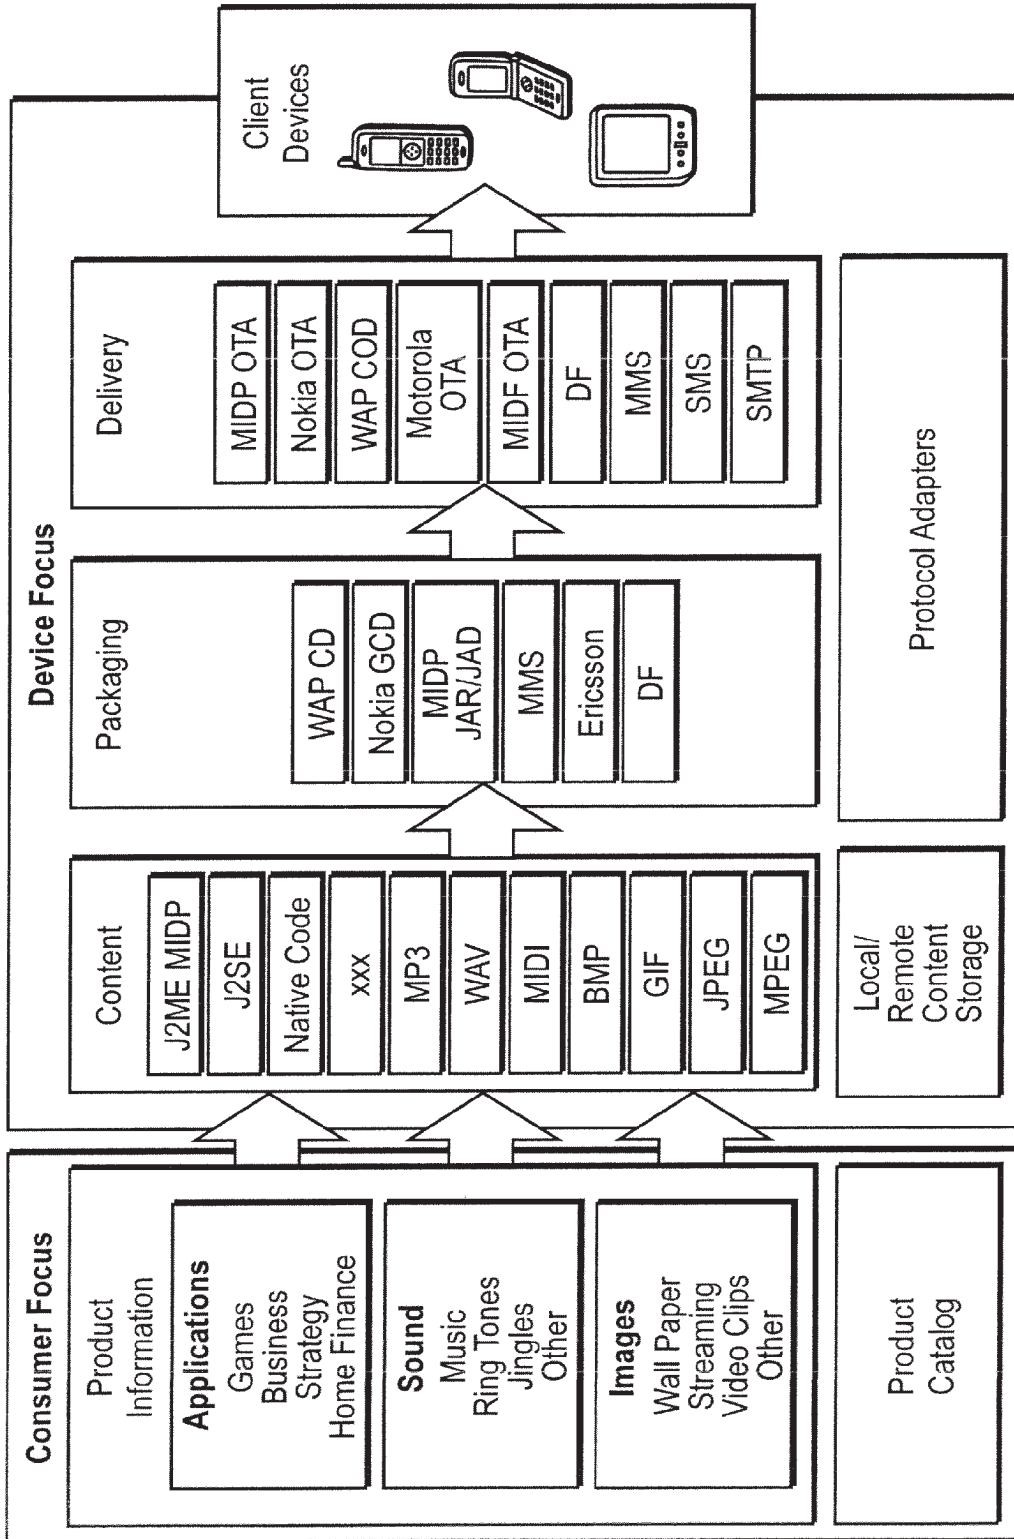 Consumer Focus
Product
Information
Applications
Games
Business
Strategy
Home Finance
Sound
Music
Ring Tones
Jingles
Other
Images
Wall Paper
Streaming
Video Clips
Other
Product
Catalog
Device Focus
Content
J2ME MIDP
J2SE
Native Code
xxx
MP3
WAV
MIDI
BMP
GIF
JPEG
MPEG
Local/
Remote
Content
Storage
Packaging
WAP CD
Nokia GCD
MIDP
JAR/JAD
MMS
Ericsson
DF
Delivery
MIDP OTA
Nokia OTA
WAP COD
Motorola
OTA
MIDF OTA
DF
MMS
SMS
SMTP
Protocol Adapters
Client
Devices